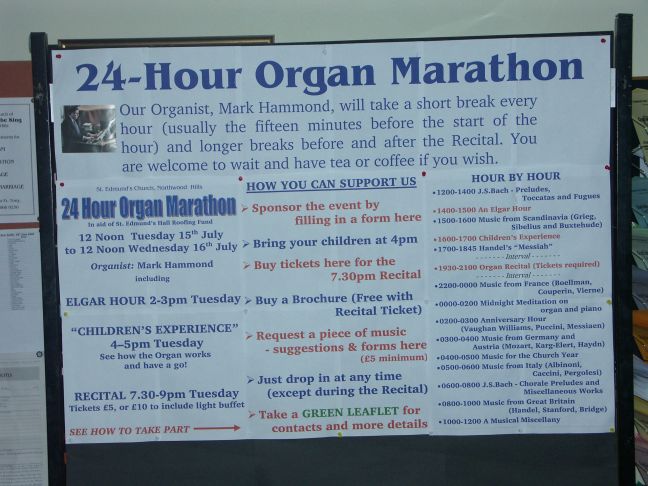 24-Hour Organ Marathon
Our Organist, Mark Hammond, will take a short break every
hour (usually the fifteen minutes before the start of the
hour) and longer breaks before and after the Recital. You
are welcome to wait and have tea or coffee if you wish.
St. Edmund's Church, Northwood Hills
24 Hour Organ Marathon
in aid of St. Edmund's Hall Roofing Fund
12 Noon Tuesday 15th July
to 12 Noon Wednesday 16th July
Organist: Mark Hammond
including
ELGAR HOUR 2-3pm Tuesday
"CHILDREN'S EXPERIENCE"
4–5pm Tuesday
See how the Organ works
and have a go!
RECITAL 7.30-9pm Tuesday
Tickets £5, or £10 to include light buffet
SEE HOW TO TAKE PART
HOW YOU CAN SUPPORT US
➢ Sponsor the event by
filling in a form here
➢ Bring your children at 4pm
➢ Buy tickets here for the
7.30pm Recital
➢ Buy a Brochure (Free with
Recital Ticket)
➢ Request a piece of music
- suggestions & forms here
(£5 minimum)
➢ Just drop in at any time
(except during the Recital)
➢ Take a GREEN LEAFLET for
contacts and more details
HOUR BY HOUR
•1200-1400 J.S.Bach - Preludes,
Toccatas and Fugues
•1400-1500 An Elgar Hour
•1500-1600 Music from Scandinavia (Grieg,
Sibelius and Buxtehude)
•1600-1700 Children's Experience
•1700-1845 Handel's "Messiah"
- - - - - - - Interval - - - - - - -
•1930-2100 Organ Recital (Tickets required)
- - - - - - - Interval - - - - - - -
•2200-0000 Music from France (Boellman,
Couperin, Vierne)
•0000-0200 Midnight Meditation on
organ and piano
•0200-0300 Anniversary Hour
(Vaughan Williams, Puccini, Messiaen)
•0300-0400 Music from Germany and
Austria (Mozart, Karg-Elert, Haydn)
•0400-0500 Music for the Church Year
•0500-0600 Music from Italy (Albinoni,
Caccini, Pergolesi)
•0600-0800 J.S.Bach - Chorale Preludes and
Miscellaneous Works
•0800-1000 Music from Great Britain
(Handel, Stanford, Bridge)
•1000-1200 A Musical Miscellany